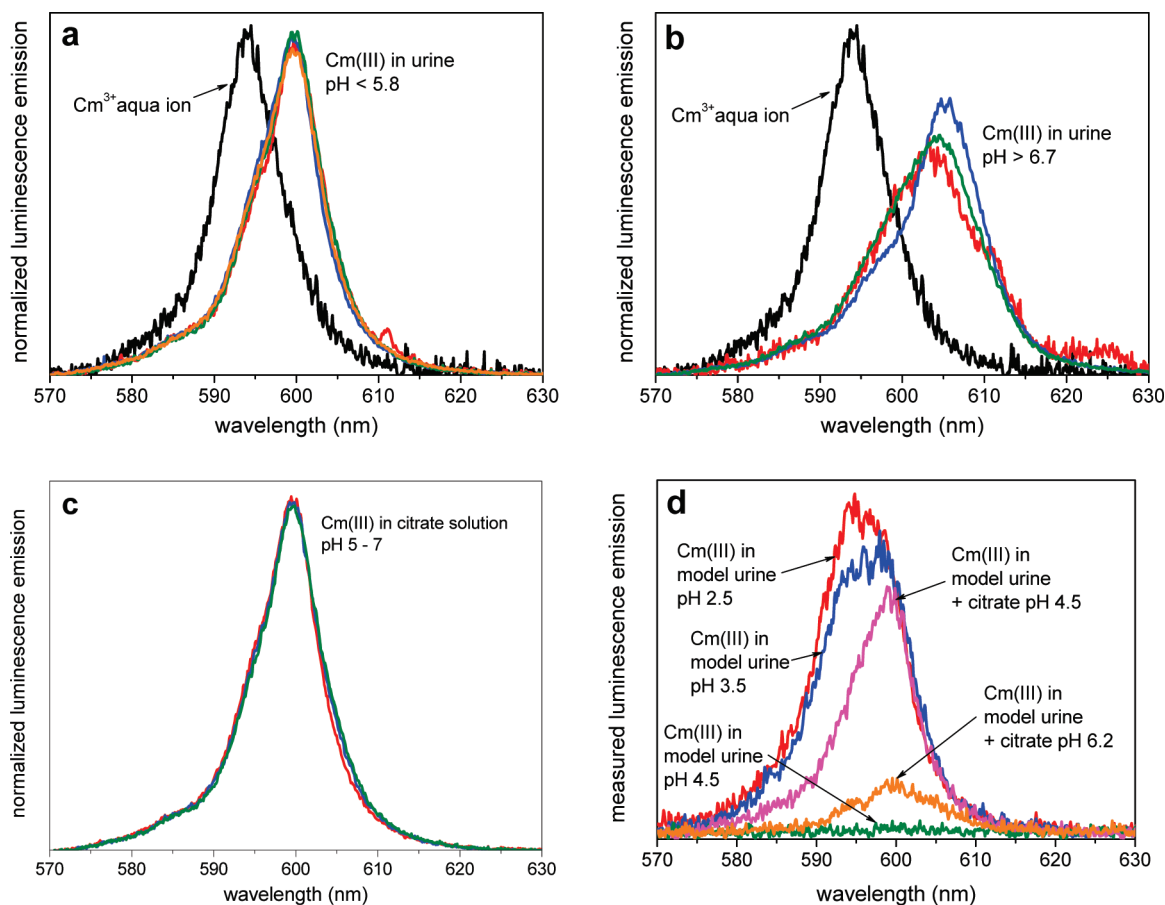 a
Cm³⁺aqua ion
Cm(III) in urine
pH < 5.8
normalized luminescence emission
570 580 590 600 610 620 630
wavelength (nm)
b
Cm³⁺aqua ion
Cm(III) in urine
pH > 6.7
normalized luminescence emission
570 580 590 600 610 620 630
wavelength (nm)
c
Cm(III) in citrate solution
pH 5 - 7
normalized luminescence emission
570 580 590 600 610 620 630
wavelength (nm)
d
Cm(III) in
model urine
pH 2.5
Cm(III) in
model urine
+ citrate pH 4.5
Cm(III) in
model urine
pH 3.5
Cm(III) in
model urine
+ citrate pH 6.2
Cm(III) in
model urine
pH 4.5
measured luminescence emission
570 580 590 600 610 620 630
wavelength (nm)